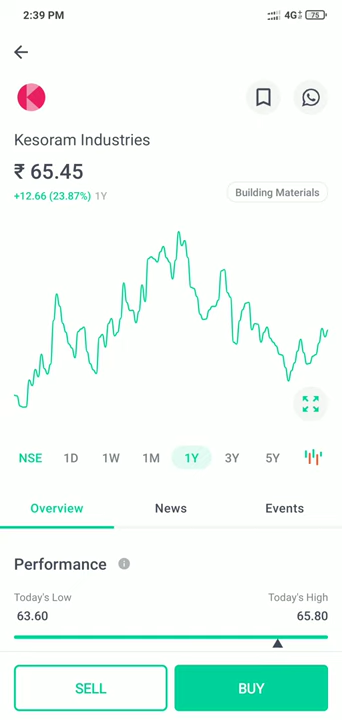 2:39 PM
4G 75
Kesoram Industries
₹ 65.45
+12.66 (23.87%) 1Y
Building Materials
NSE 1D 1W 1M 1Y 3Y 5Y
Overview News Events
Performance
Today's Low Today's High
63.60 65.80
SELL BUY